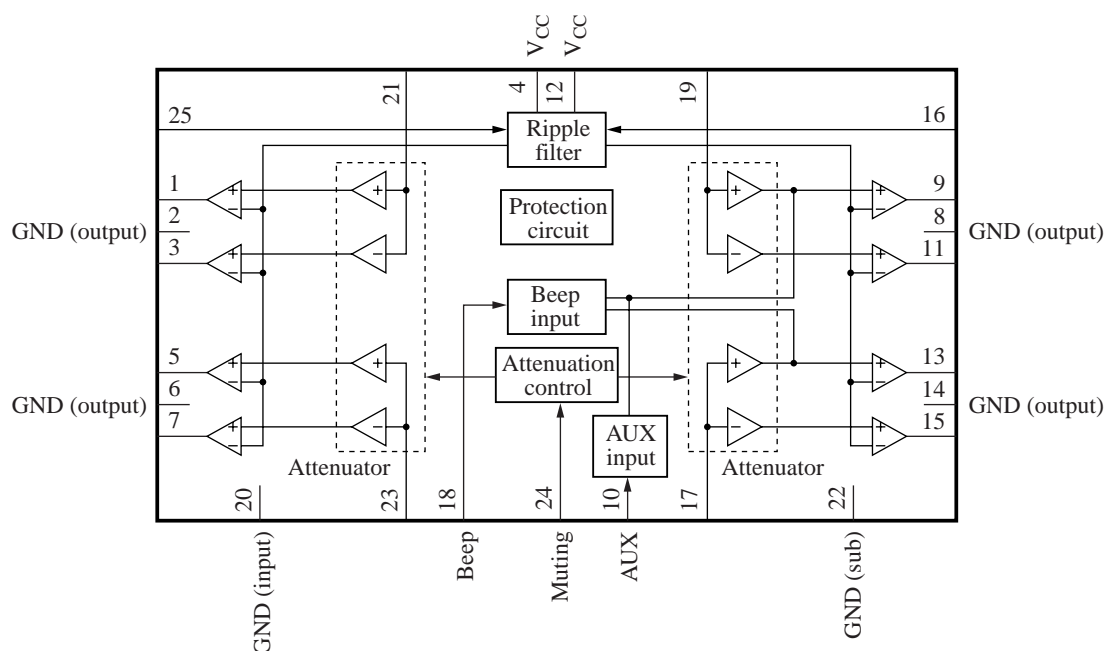 VCC VCC
21 4 12 19
25 Ripple filter 16
1 + - + + + - 9
GND (output) 2 Protection circuit 8 GND (output)
3 + - - - + - 11
Beep input
5 + - + Attenuation control + + - 13
GND (output) 6 14 GND (output)
7 + - - - + - 15
AUX input
Attenuator Attenuator
20 23 18 24 10 17 22
GND (input) Beep Muting AUX GND (sub)